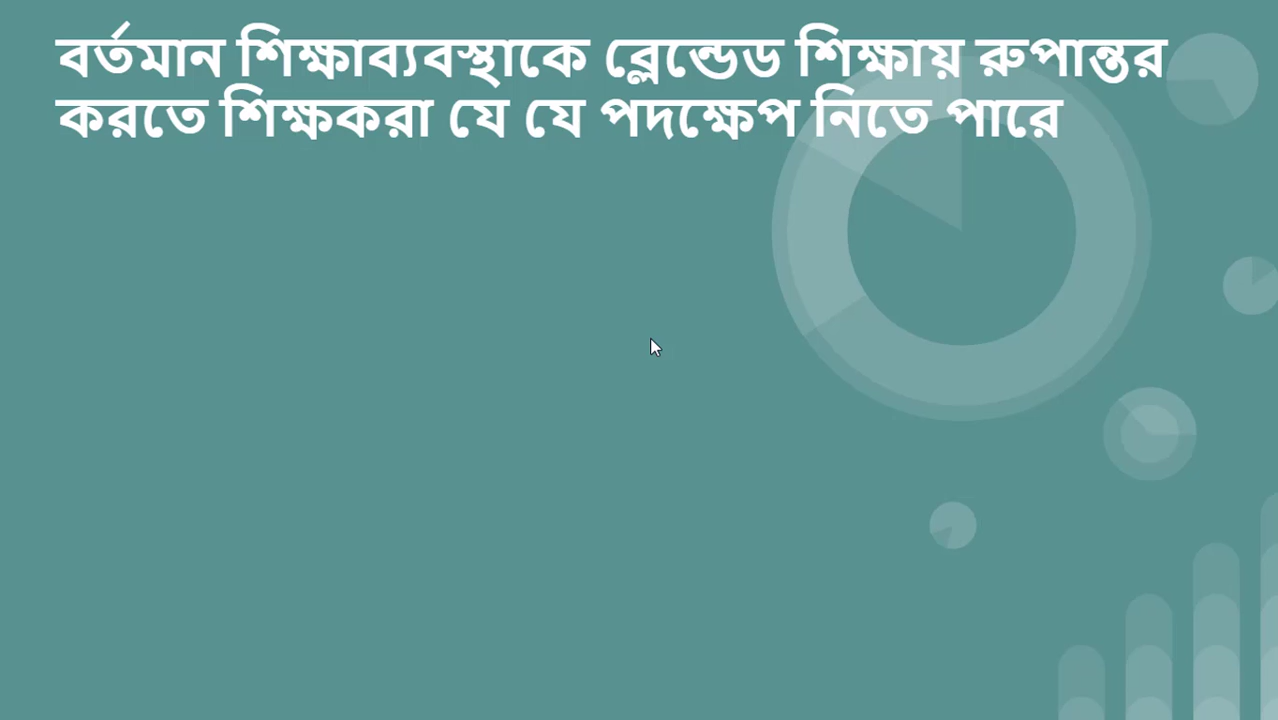 বর্তমান শিক্ষাব্যবস্থাকে ব্লেন্ডেড শিক্ষায় রুপান্তর
করতে শিক্ষকরা যে যে পদক্ষেপ নিতে পারে